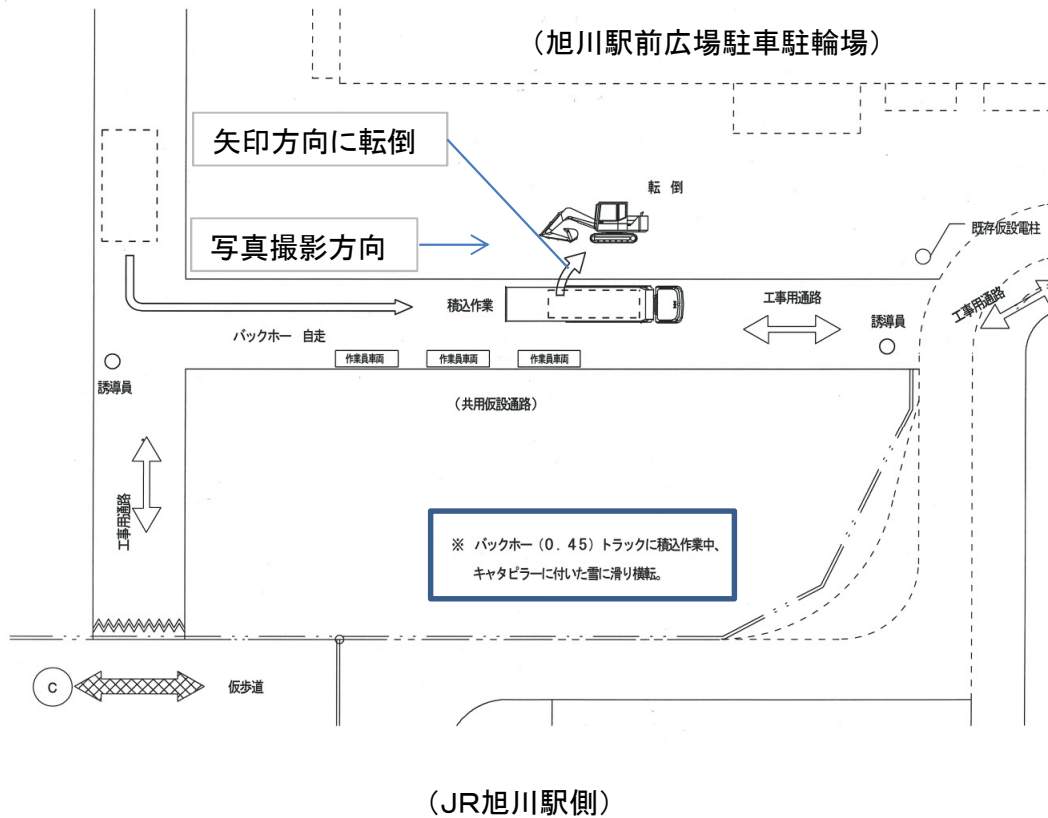 （旭川駅前広場駐車駐輪場）
矢印方向に転倒
転 倒
写真撮影方向
既存仮設電柱
積込作業
工事用通路
工事用通路
バックホー 自走
誘導員
作業員車両
作業員車両
作業員車両
誘導員
（共用仮設通路）
工事用通路
※ バックホー（0．45）トラックに積込作業中、
キャタピラーに付いた雪に滑り横転。
C
仮歩道
（JR旭川駅側）